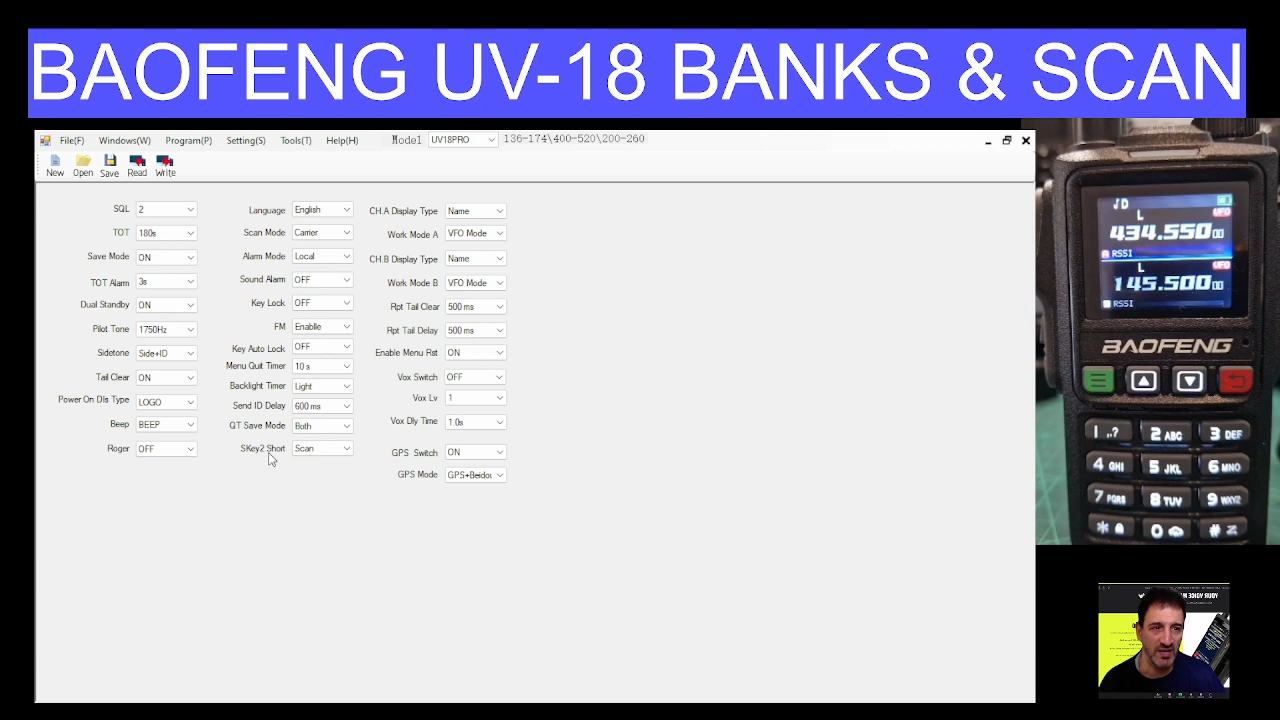 BAOFENG UV-18 BANKS & SCAN
File(F) Windows(W) Program(P) Setting(S) Tools(T) Help(H) Model UV18PRO 136-174\400-520\200-260
New Open Save Read Write
SQL 2
TOT 180s
Save Mode ON
TOT Alarm 3s
Dual Standby ON
Pilot Tone 1750Hz
Sidetone Side+ID
Tail Clear ON
Power On DIs Type LOGO
Beep BEEP
Roger OFF
Language English
Scan Mode Carrier
Alarm Mode Local
Sound Alarm OFF
Key Lock OFF
FM Enablle
Key Auto Lock OFF
Menu Quit Timer 10 s
Backlight Timer Light
Send ID Delay 600 ms
QT Save Mode Both
SKey2 Short Scan
CH.A Display Type Name
Work Mode A VFO Mode
CH.B Display Type Name
Work Mode B VFO Mode
Rpt Tail Clear 500 ms
Rpt Tail Delay 500 ms
Enable Menu Rst ON
Vox Switch OFF
Vox Lv 1
Vox Dly Time 1.0s
GPS Switch ON
GPS Mode GPS+Beidou
L VFO
434.55000
RSSI
L VFO
145.50000
RSSI
BAOFENG
1 ,.? 2 ABC 3 DEF
4 GHI 5 JKL 6 MNO
7 PQRS 8 TUV 9 WXYZ
* 0 #